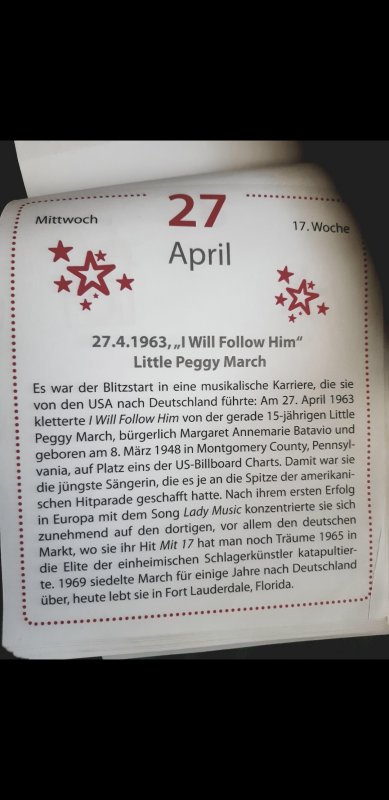 Mittwoch
27
17. Woche
April
27.4.1963, „I Will Follow Him“
Little Peggy March
Es war der Blitzstart in eine musikalische Karriere, die sie
von den USA nach Deutschland führte: Am 27. April 1963
kletterte I Will Follow Him von der gerade 15-jährigen Little
Peggy March, bürgerlich Margaret Annemarie Batavio und
geboren am 8. März 1948 in Montgomery County, Pennsyl-
vania, auf Platz eins der US-Billboard Charts. Damit war sie
die jüngste Sängerin, die es je an die Spitze der amerikani-
schen Hitparade geschafft hatte. Nach ihrem ersten Erfolg
in Europa mit dem Song Lady Music konzentrierte sie sich
zunehmend auf den dortigen, vor allem den deutschen
Markt, wo sie ihr Hit Mit 17 hat man noch Träume 1965 in
die Elite der einheimischen Schlagerkünstler katapultier-
te. 1969 siedelte March für einige Jahre nach Deutschland
über, heute lebt sie in Fort Lauderdale, Florida.